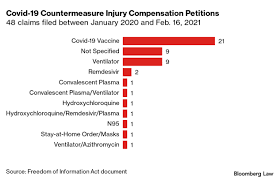 Covid-19 Countermeasure Injury Compensation Petitions
48 claims filed between January 2020 and Feb. 16, 2021
Covid-19 Vaccine 21
Not Specified 9
Ventilator 9
Remdesivir 2
Convalescent Plasma 1
Convalescent Plasma/Ventilator 1
Hydroxychloroquine 1
Hydroxychloroquine/Remdesivir/Plasma 1
N95 1
Stay-at-Home Order/Masks 1
Ventilator/Azithromycin 1
Source: Freedom of Information Act document
Bloomberg Law